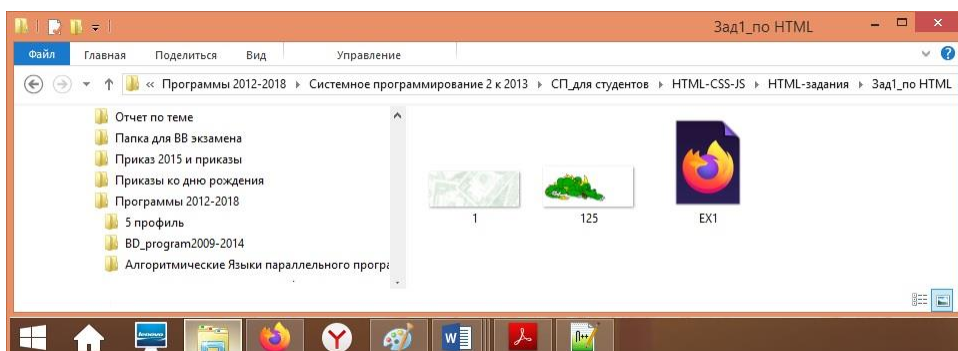 Зад1_по HTML
Файл Главная Поделиться Вид Управление
« Программы 2012-2018 Системное программирование 2 к 2013 СП_для студентов HTML-CSS-JS HTML-задания Зад1_по HTML
Отчет по теме
Папка для ВВ экзамена
Приказ 2015 и приказы
Приказы ко дню рождения
Программы 2012-2018
5 профиль
BD_program2009-2014
Алгоритмические Языки параллельного програ
1 125 EX1
lenovo